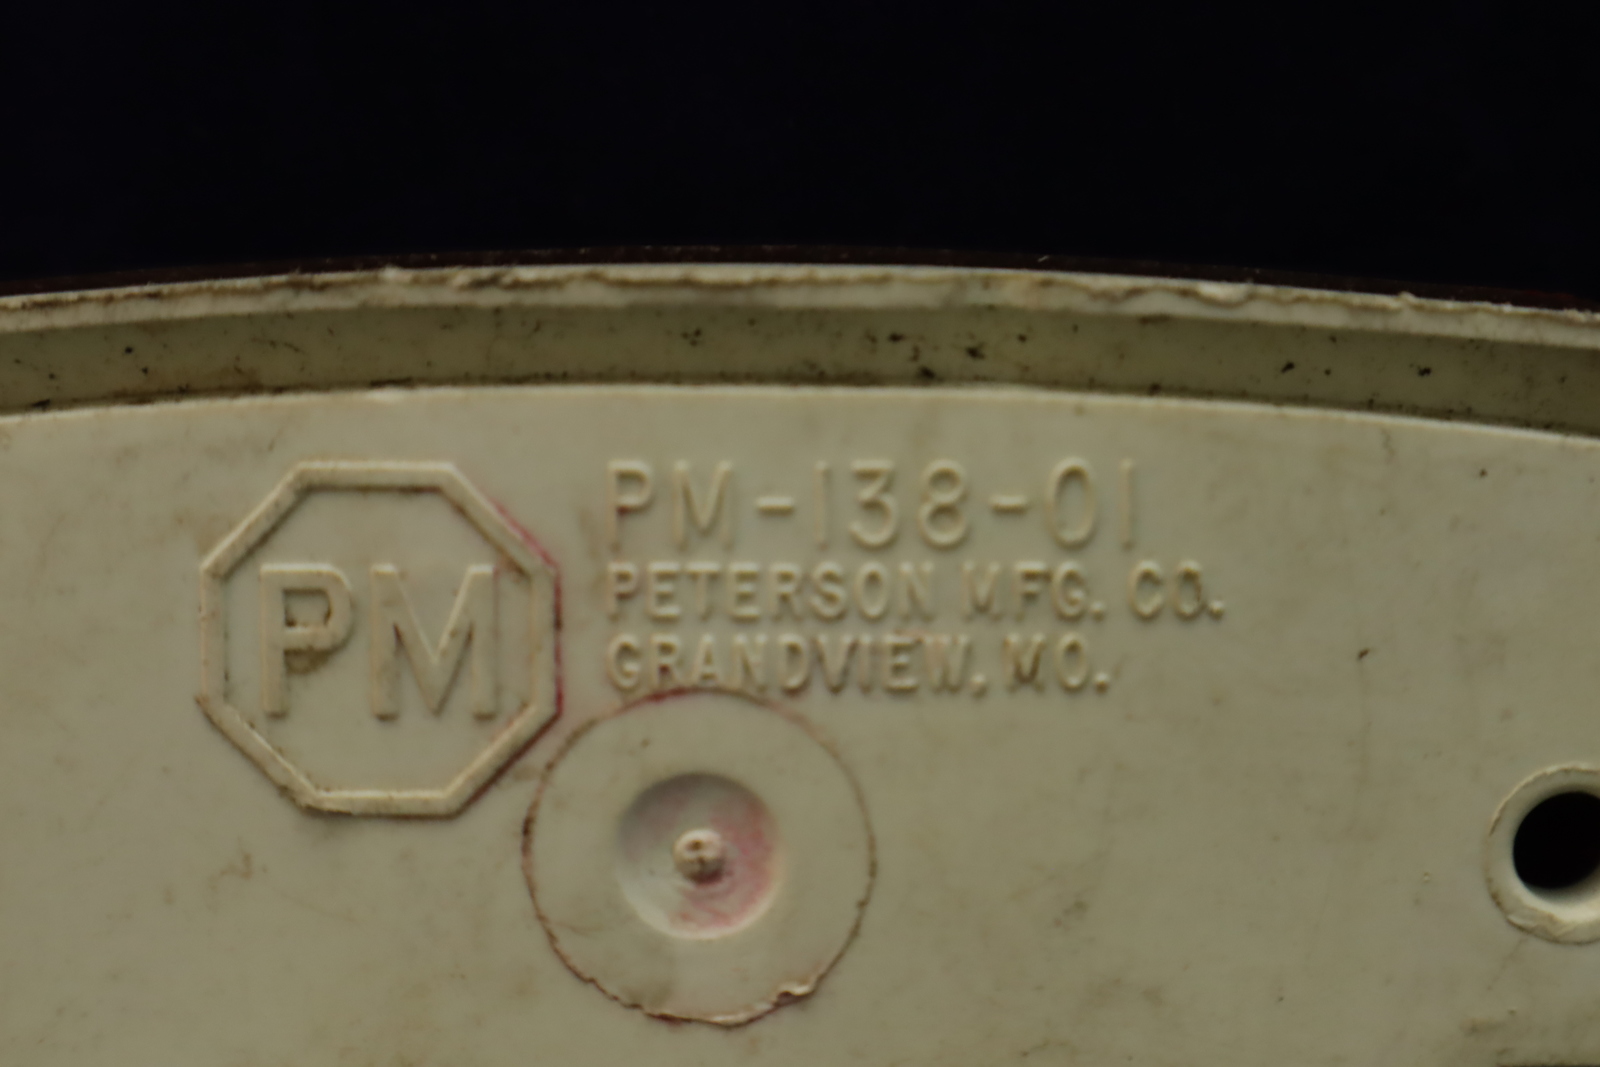 PM
PM-138-01
PETERSON MFG. CO.
GRANDVIEW, MO.